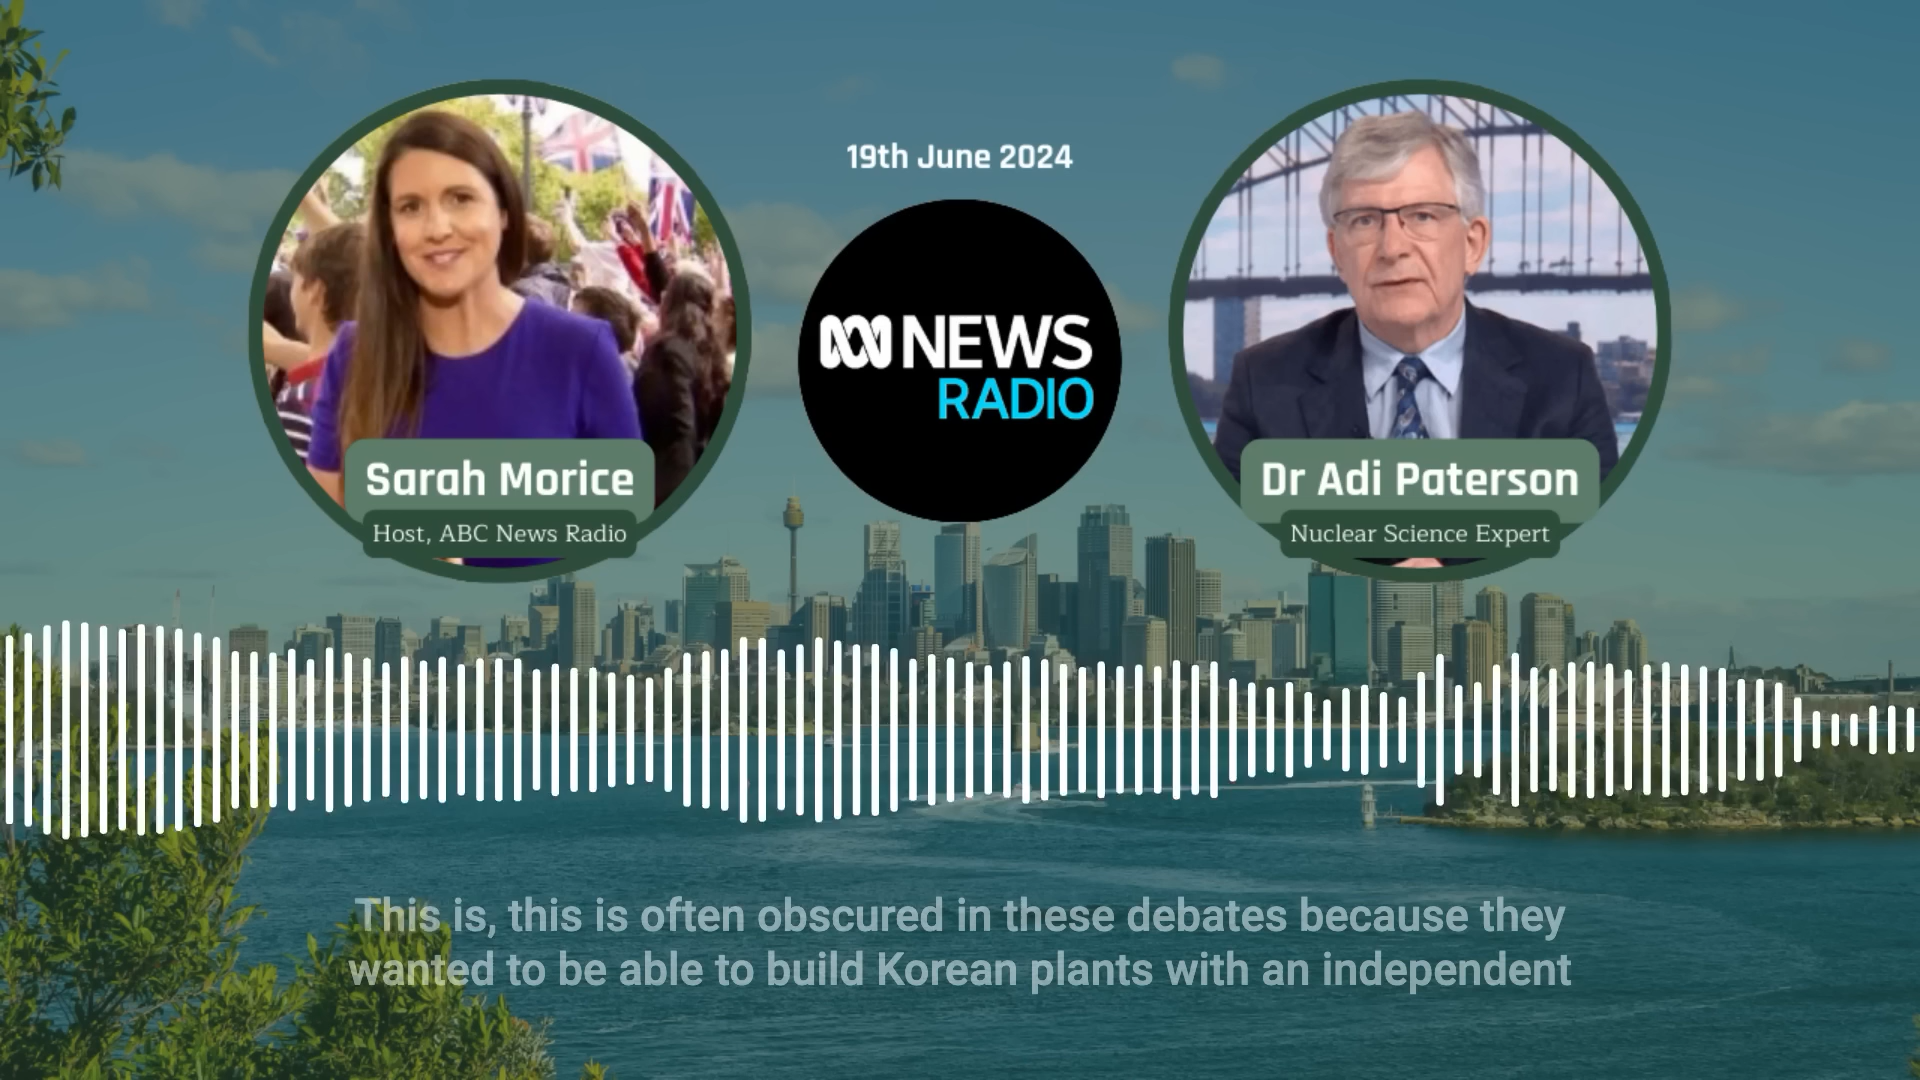 19th June 2024
NEWS
RADIO
Sarah Morice
Host, ABC News Radio
Dr Adi Paterson
Nuclear Science Expert
This is, this is often obscured in these debates because they
wanted to be able to build Korean plants with an independent